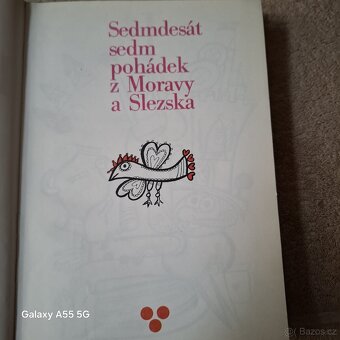 Sedmdesát
sedm
pohádek
z Moravy
a Slezska
Galaxy A55 5G
Bazos.cz